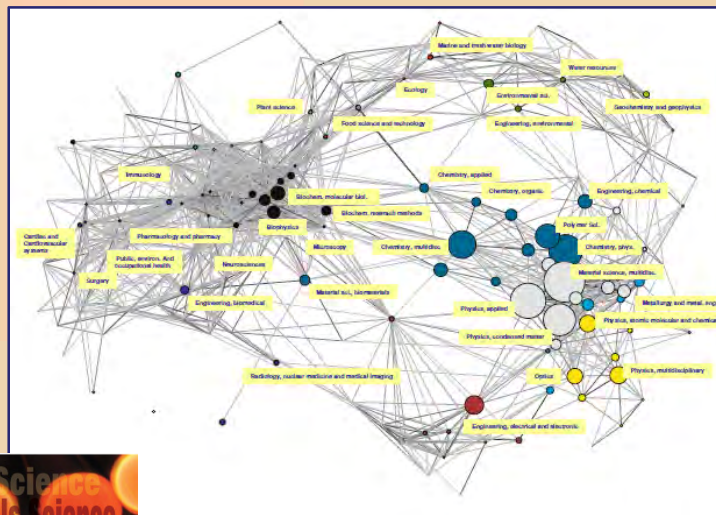 Marine and fresh water biology
Water resources
Ecology
Environmental sci.
Geochemistry and geophysics
Plant science
Food science and technology
Engineering, environmental
Immunology
Chemistry, applied
Chemistry, organic
Engineering, chemical
Biochem, molecular biol.
Biochem, research methods
Polymer sci.
Cardiac and
Cardiovascular
systems
Pharmacology and pharmacy
Biophysics
Microscopy
Chemistry, multidisc.
Chemistry, phys.
Surgery
Public, environ. And
occupational health
Neurosciences
Material science, multidisc.
Engineering, biomedical
Material sci., biomaterials
Physics, applied
Metallurgy and metal. eng.
Physics, atomic molecular and chemical
Physics, condensed matter
Radiology, nuclear medicine and medical imaging
Optics
Physics, multidisciplinary
Engineering, electrical and electronic
Science
ls Science